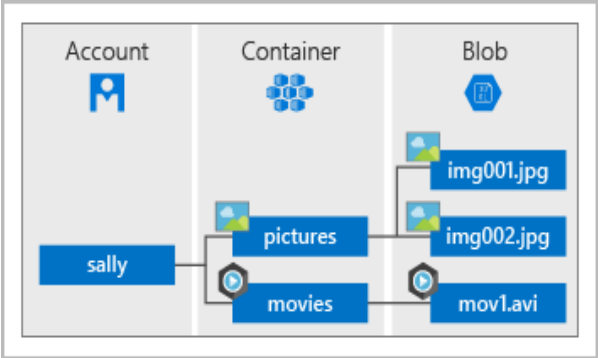 Account
Container
Blob
img001.jpg
pictures
img002.jpg
sally
movies
mov1.avi